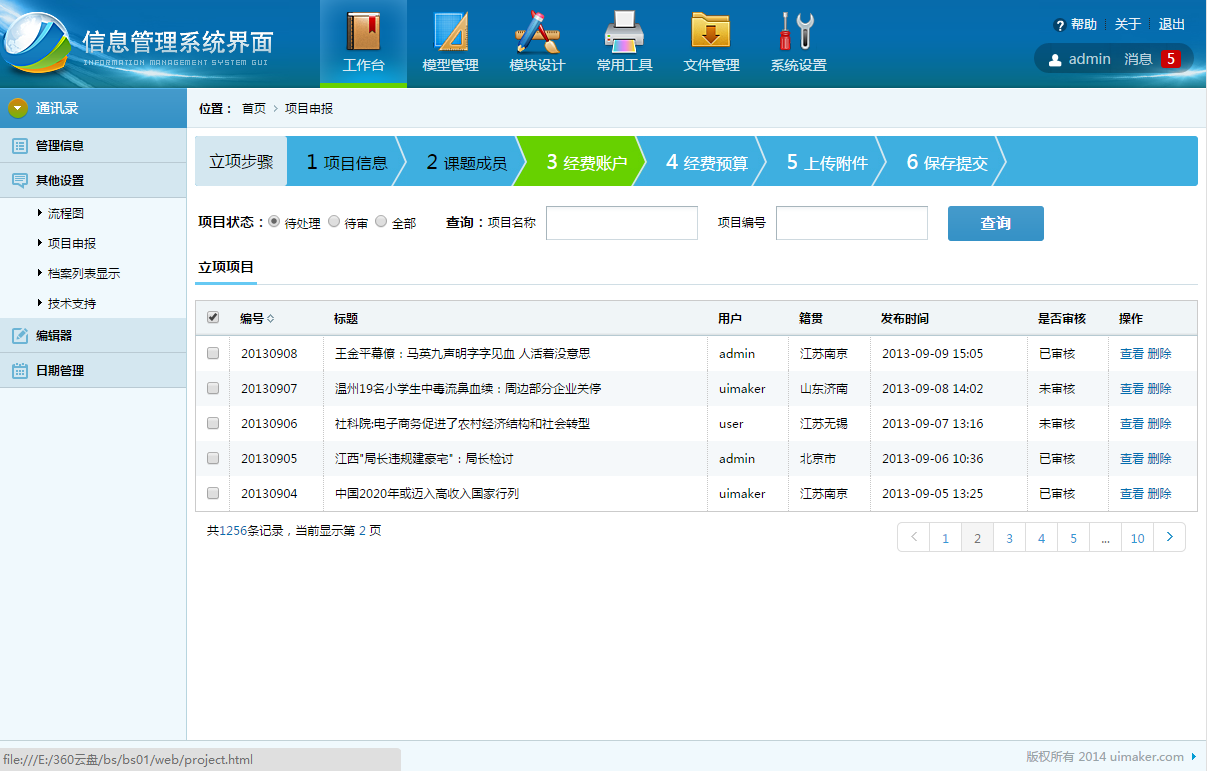 信息管理系统界面
INFORMATION MANAGEMENT SYSTEM GUI
工作台 模型管理 模块设计 常用工具 文件管理 系统设置
帮助 关于 退出
admin 消息 5
通讯录
管理信息
其他设置
流程图
项目申报
档案列表显示
技术支持
编辑器
日期管理
位置： 首页 › 项目申报
立项步骤 1 项目信息 2 课题成员 3 经费账户 4 经费预算 5 上传附件 6 保存提交
项目状态： 待处理 待审 全部 查询：项目名称 项目编号 查询
立项项目
编号 标题 用户 籍贯 发布时间 是否审核 操作
20130908 王金平幕僚：马英九声明字字见血 人活着没意思 admin 江苏南京 2013-09-09 15:05 已审核 查看 删除
20130907 温州19名小学生中毒流鼻血续：周边部分企业关停 uimaker 山东济南 2013-09-08 14:02 未审核 查看 删除
20130906 社科院:电子商务促进了农村经济结构和社会转型 user 江苏无锡 2013-09-07 13:16 未审核 查看 删除
20130905 江西"局长违规建豪宅"：局长检讨 admin 北京市 2013-09-06 10:36 已审核 查看 删除
20130904 中国2020年或迈入高收入国家行列 uimaker 江苏南京 2013-09-05 13:25 已审核 查看 删除
共1256条记录，当前显示第 2 页
< 1 2 3 4 5 ... 10 >
file:///E:/360云盘/bs/bs01/web/project.html
版权所有 2014 uimaker.com